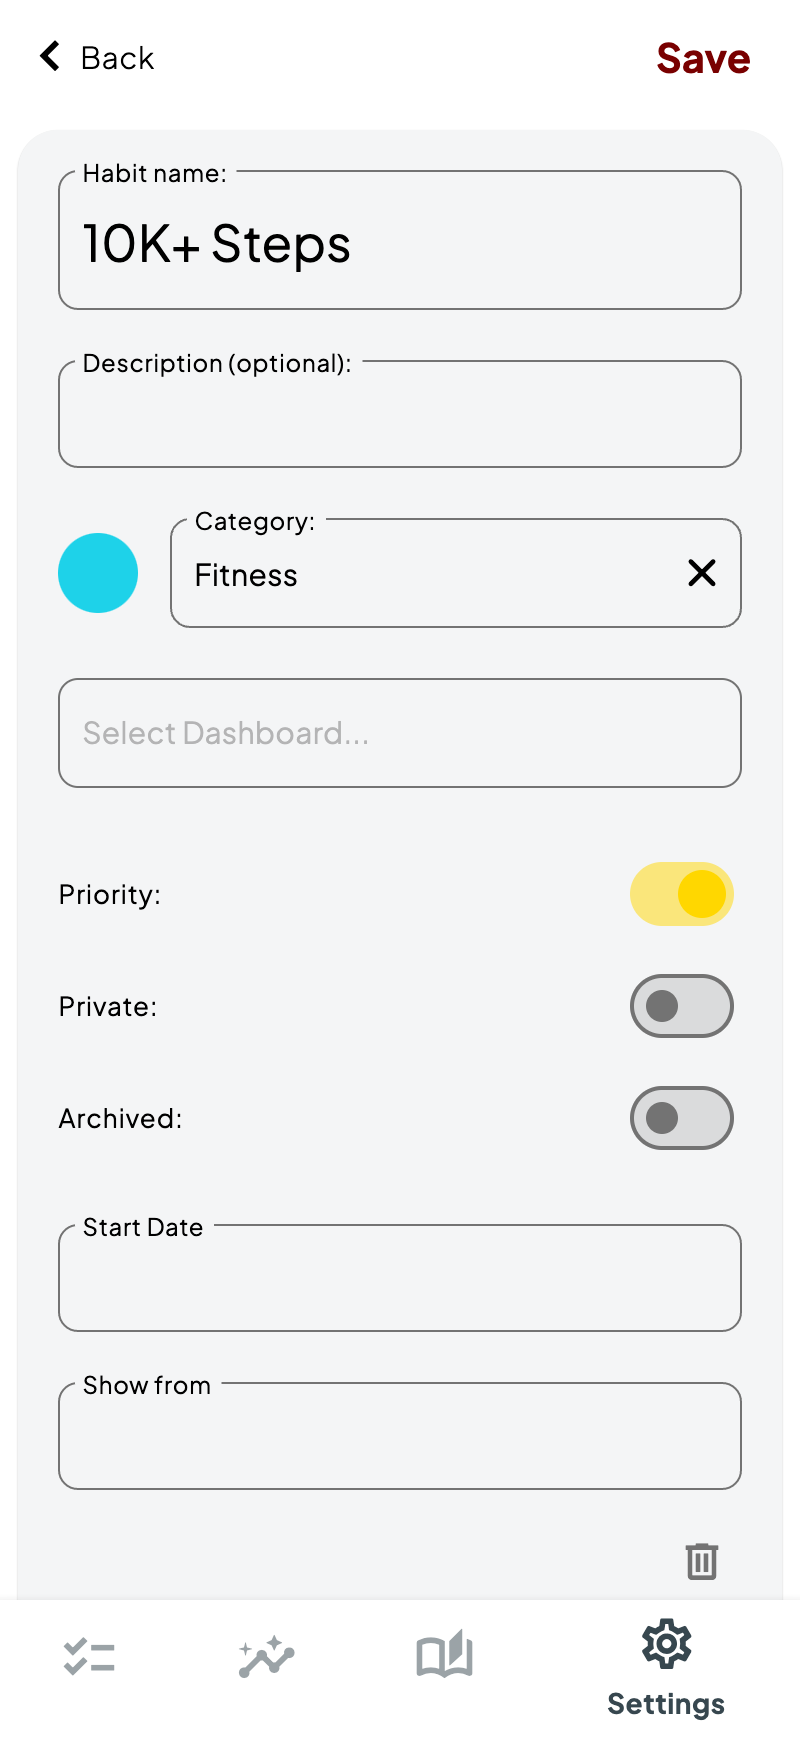 Back
Save
Habit name:
10K+ Steps
Description (optional):
Category:
Fitness
Select Dashboard...
Priority:
Private:
Archived:
Start Date
Show from
Settings